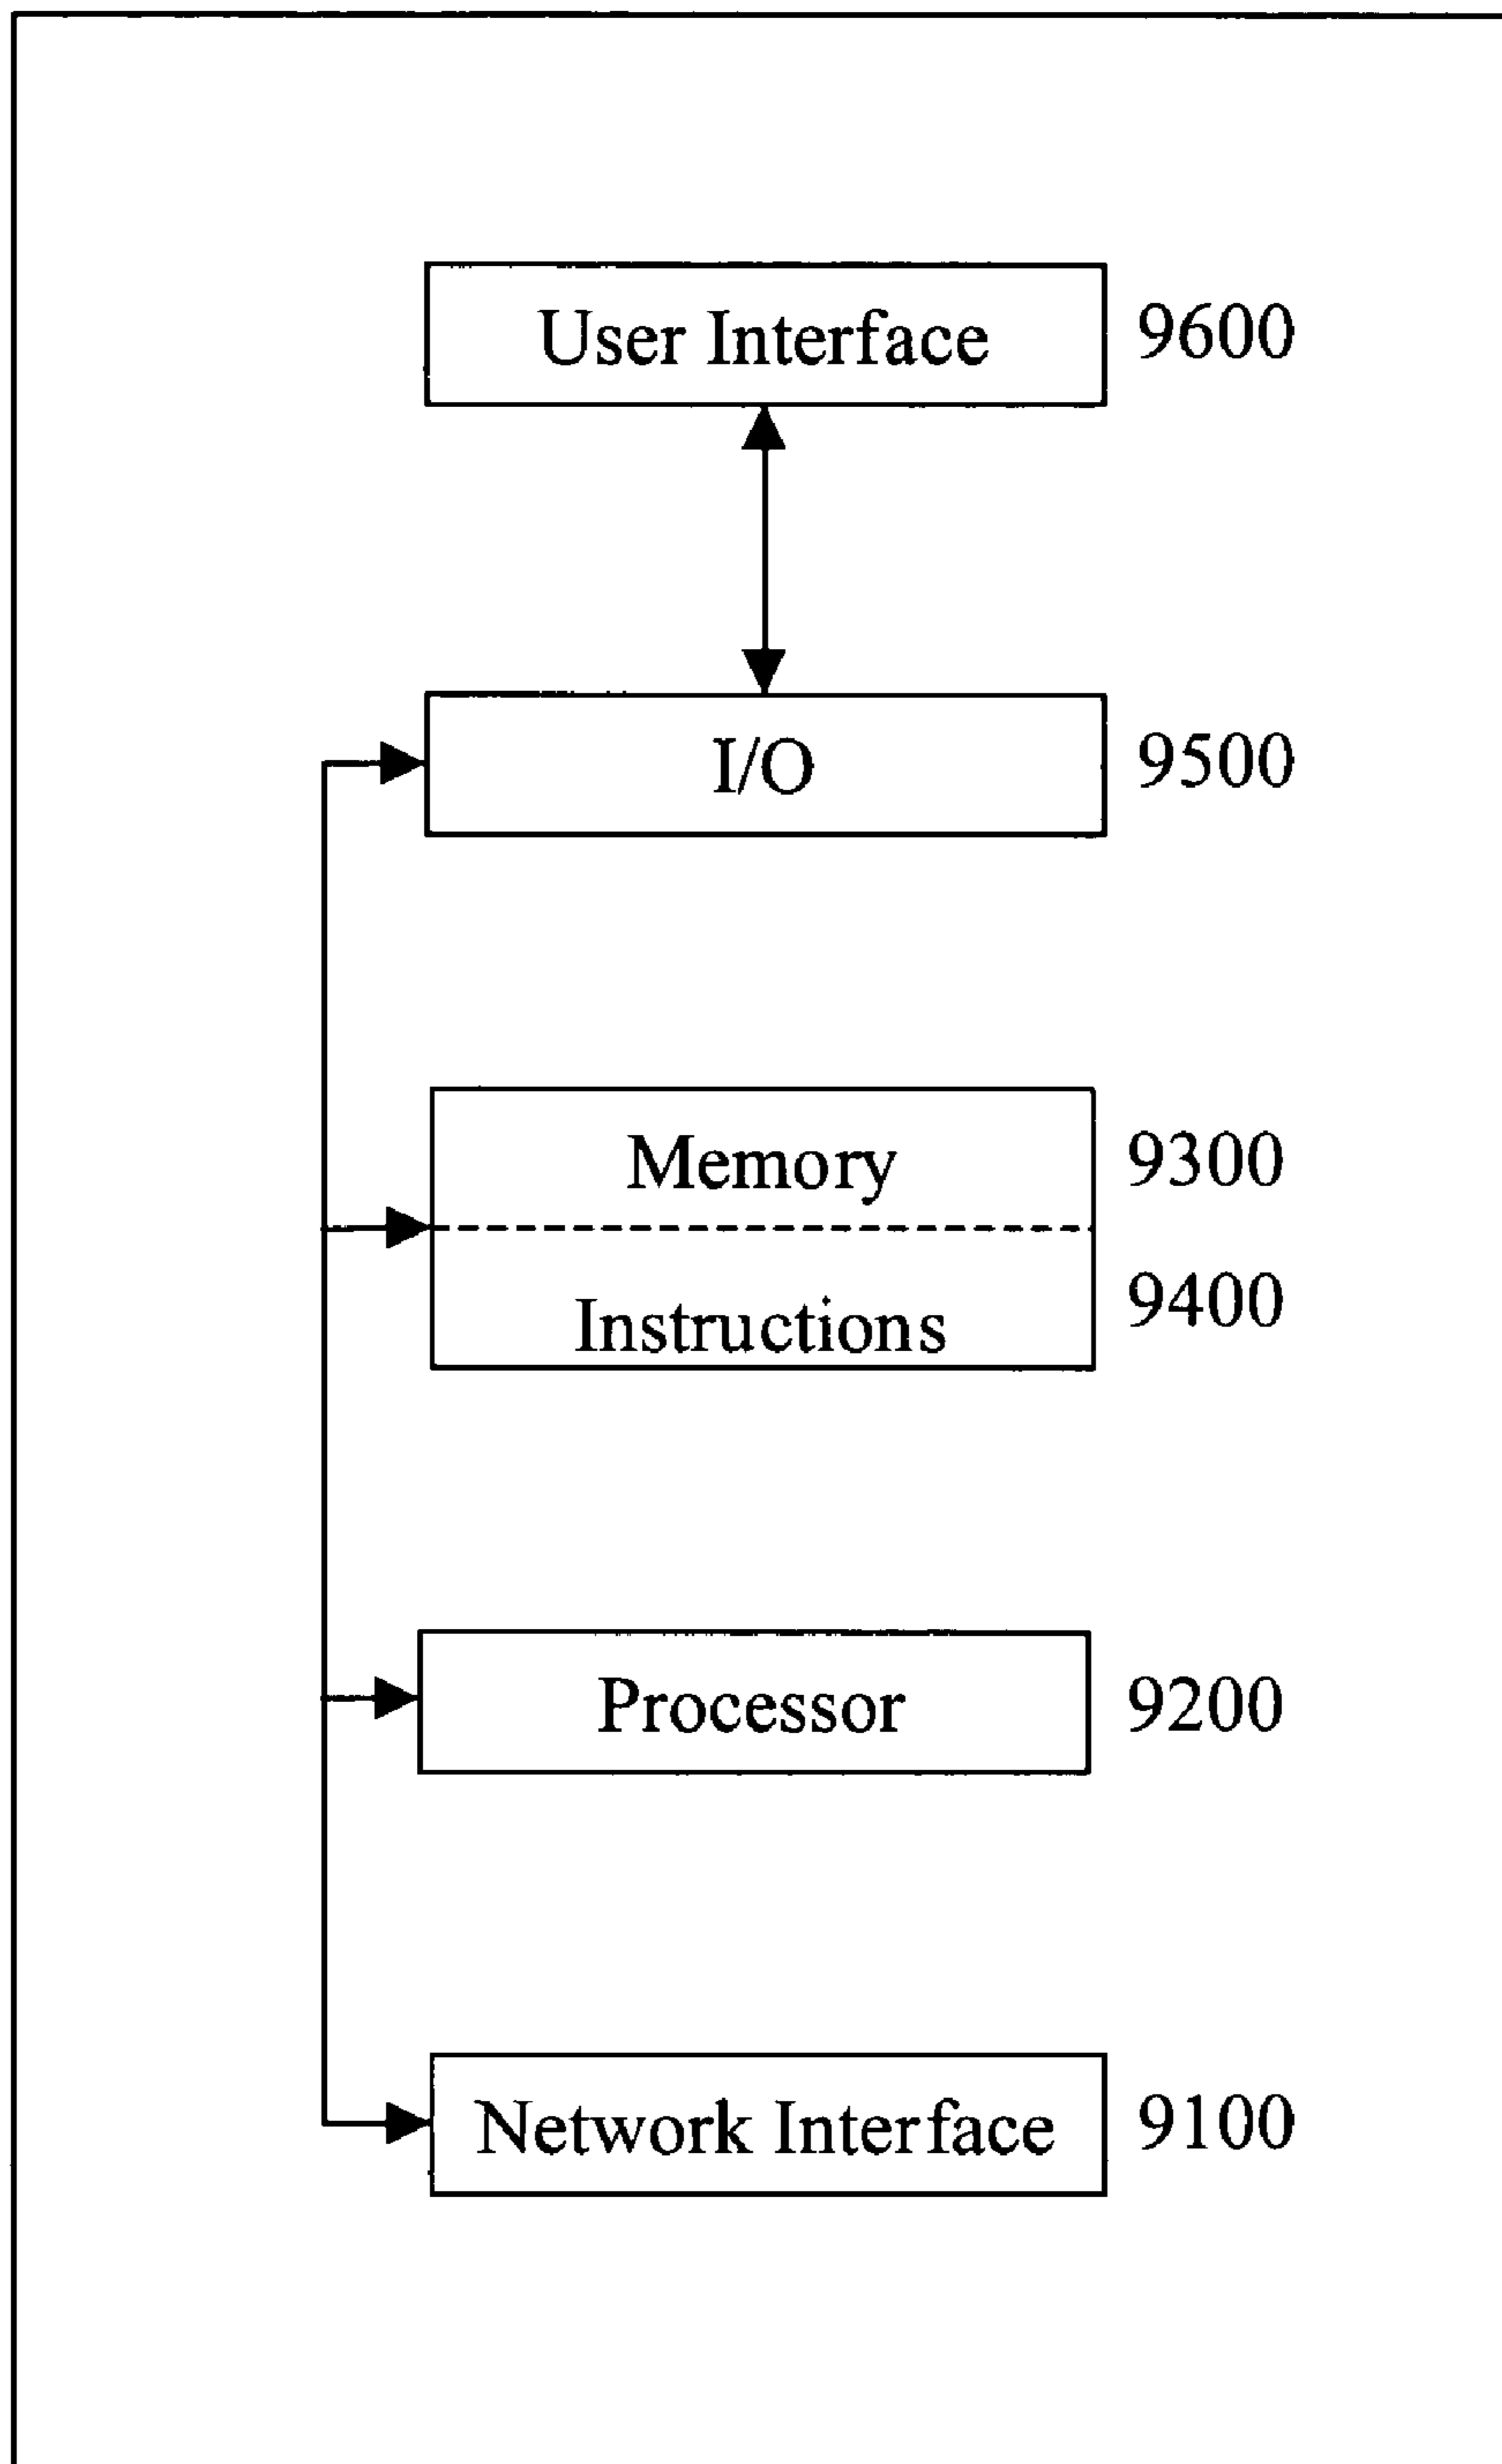 User Interface 9600
I/O 9500
Memory 9300
Instructions 9400
Processor 9200
Network Interface 9100